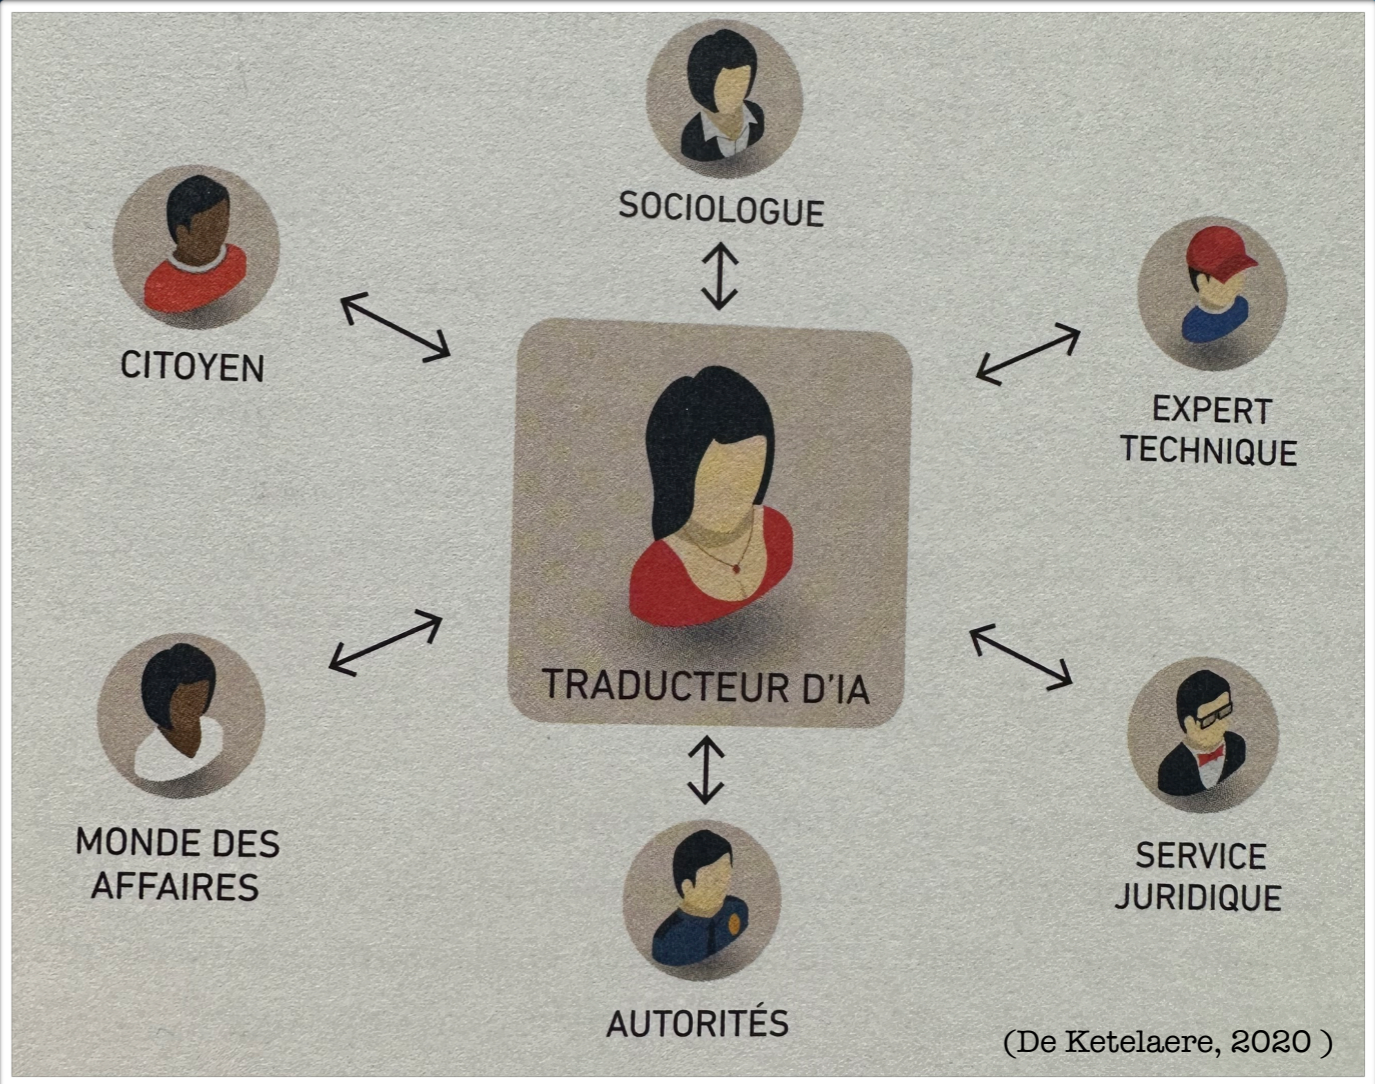 SOCIOLOGUE
CITOYEN
EXPERT
TECHNIQUE
TRADUCTEUR D'IA
MONDE DES
AFFAIRES
SERVICE
JURIDIQUE
AUTORITÉS
(De Ketelaere, 2020 )